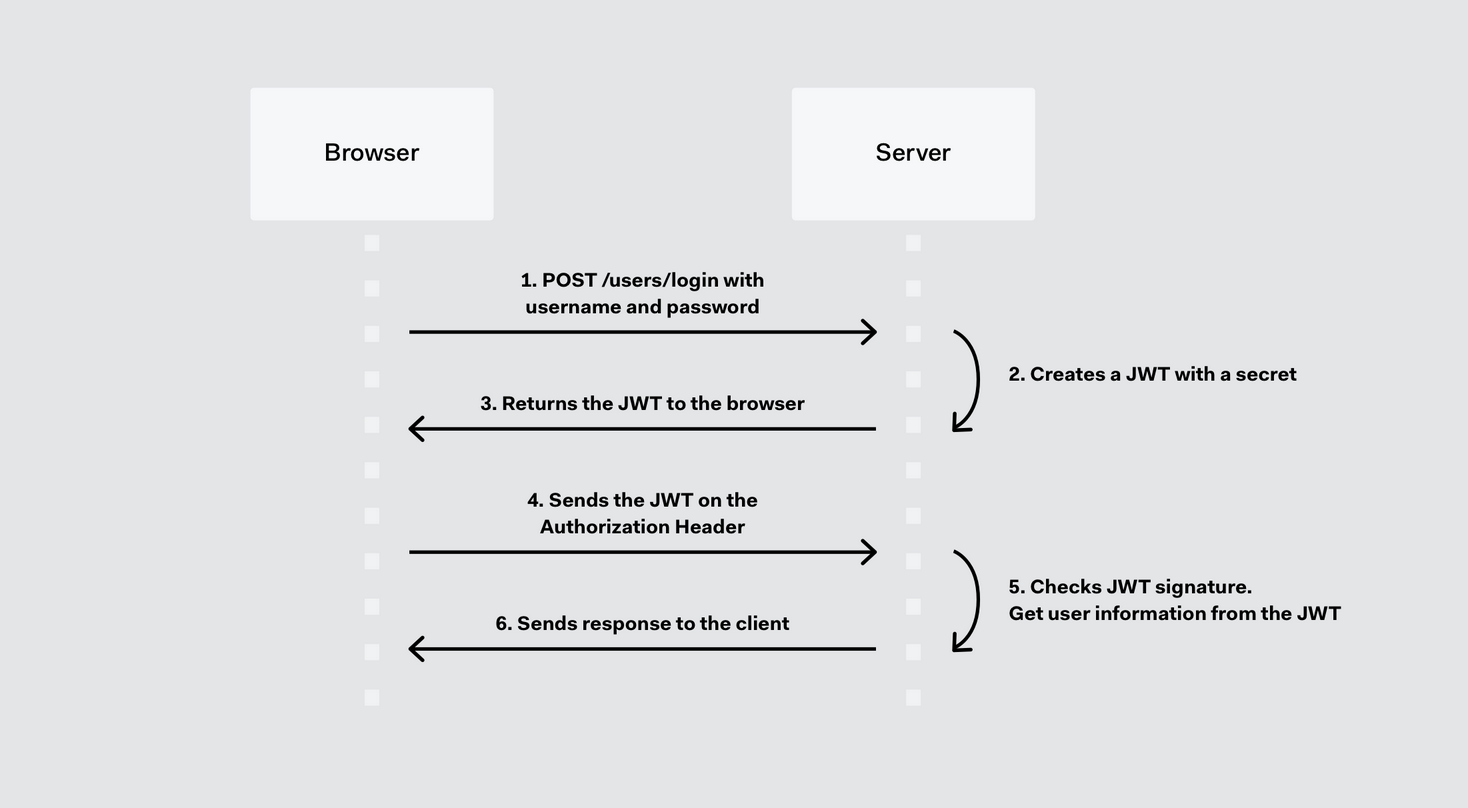 Browser
Server
1. POST /users/login with
username and password
2. Creates a JWT with a secret
3. Returns the JWT to the browser
4. Sends the JWT on the
Authorization Header
5. Checks JWT signature.
Get user information from the JWT
6. Sends response to the client